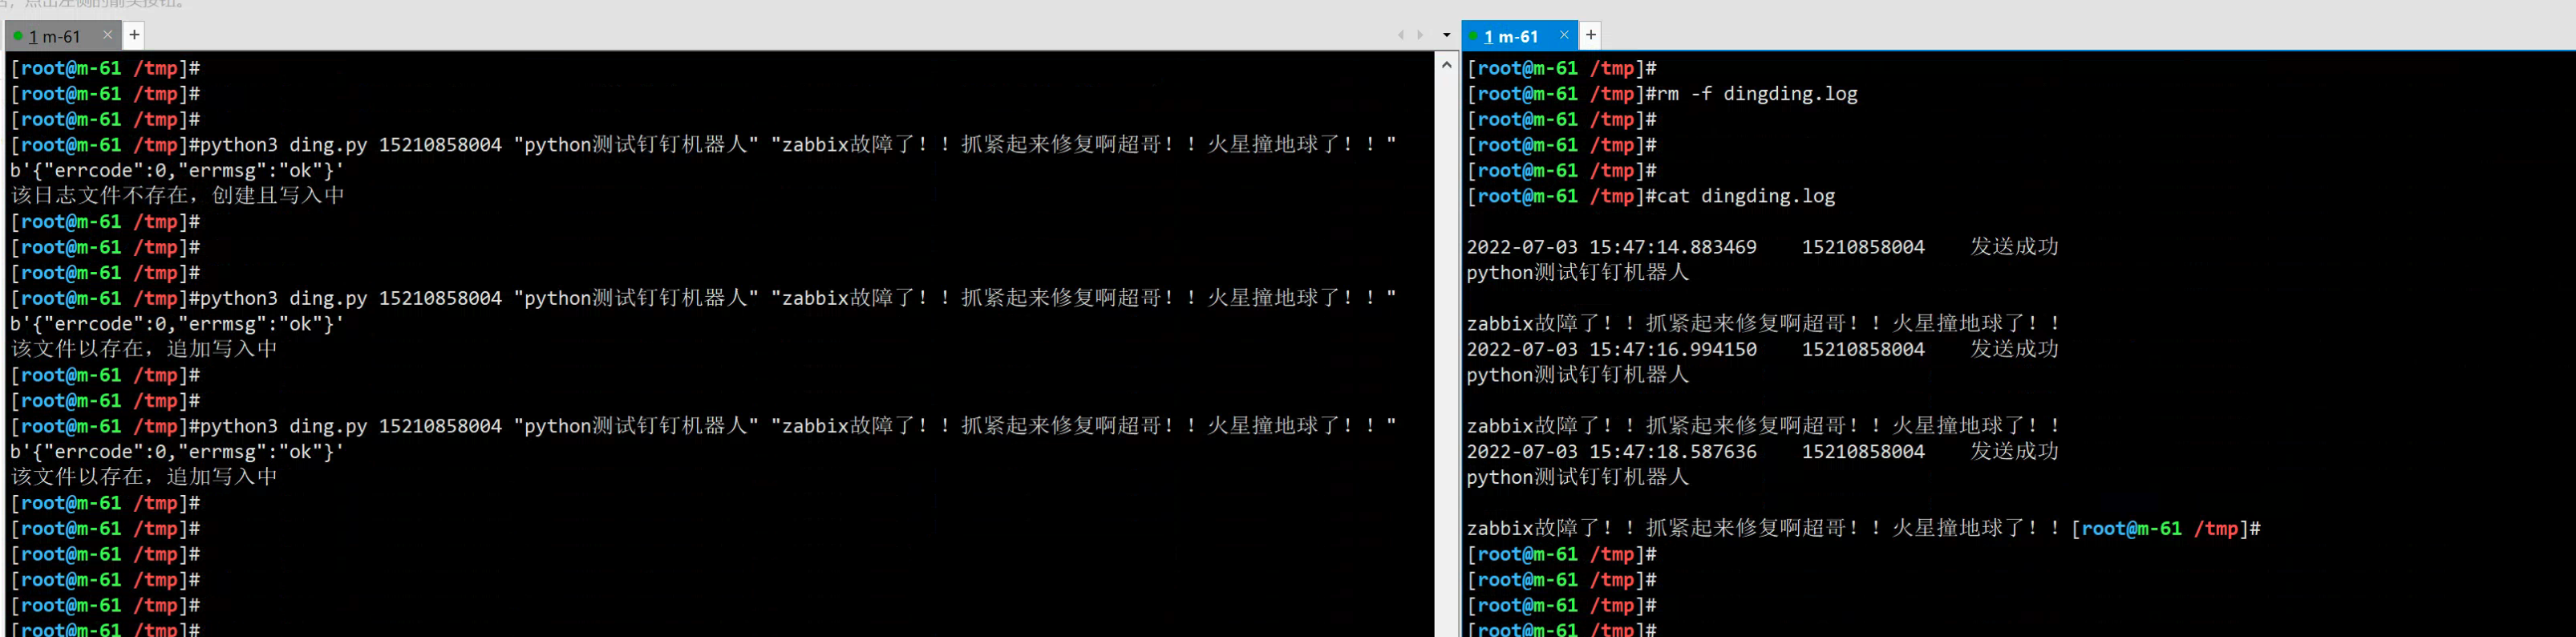 点击左侧的箭头按钮。
1 m-61 × +
[root@m-61 /tmp]#
[root@m-61 /tmp]#
[root@m-61 /tmp]#
[root@m-61 /tmp]#python3 ding.py 15210858004 "python测试钉钉机器人" "zabbix故障了！！抓紧起来修复啊超哥！！火星撞地球了！！"
b'{"errcode":0,"errmsg":"ok"}'
该日志文件不存在，创建且写入中
[root@m-61 /tmp]#
[root@m-61 /tmp]#
[root@m-61 /tmp]#
[root@m-61 /tmp]#python3 ding.py 15210858004 "python测试钉钉机器人" "zabbix故障了！！抓紧起来修复啊超哥！！火星撞地球了！！"
b'{"errcode":0,"errmsg":"ok"}'
该文件以存在，追加写入中
[root@m-61 /tmp]#
[root@m-61 /tmp]#
[root@m-61 /tmp]#python3 ding.py 15210858004 "python测试钉钉机器人" "zabbix故障了！！抓紧起来修复啊超哥！！火星撞地球了！！"
b'{"errcode":0,"errmsg":"ok"}'
该文件以存在，追加写入中
[root@m-61 /tmp]#
[root@m-61 /tmp]#
[root@m-61 /tmp]#
[root@m-61 /tmp]#
[root@m-61 /tmp]#
[root@m-61 /tmp]#
1 m-61 × +
[root@m-61 /tmp]#
[root@m-61 /tmp]#rm -f dingding.log
[root@m-61 /tmp]#
[root@m-61 /tmp]#
[root@m-61 /tmp]#
[root@m-61 /tmp]#cat dingding.log
2022-07-03 15:47:14.883469 15210858004 发送成功
python测试钉钉机器人
zabbix故障了！！抓紧起来修复啊超哥！！火星撞地球了！！
2022-07-03 15:47:16.994150 15210858004 发送成功
python测试钉钉机器人
zabbix故障了！！抓紧起来修复啊超哥！！火星撞地球了！！
2022-07-03 15:47:18.587636 15210858004 发送成功
python测试钉钉机器人
zabbix故障了！！抓紧起来修复啊超哥！！火星撞地球了！！[root@m-61 /tmp]#
[root@m-61 /tmp]#
[root@m-61 /tmp]#
[root@m-61 /tmp]#
[root@m-61 /tmp]#